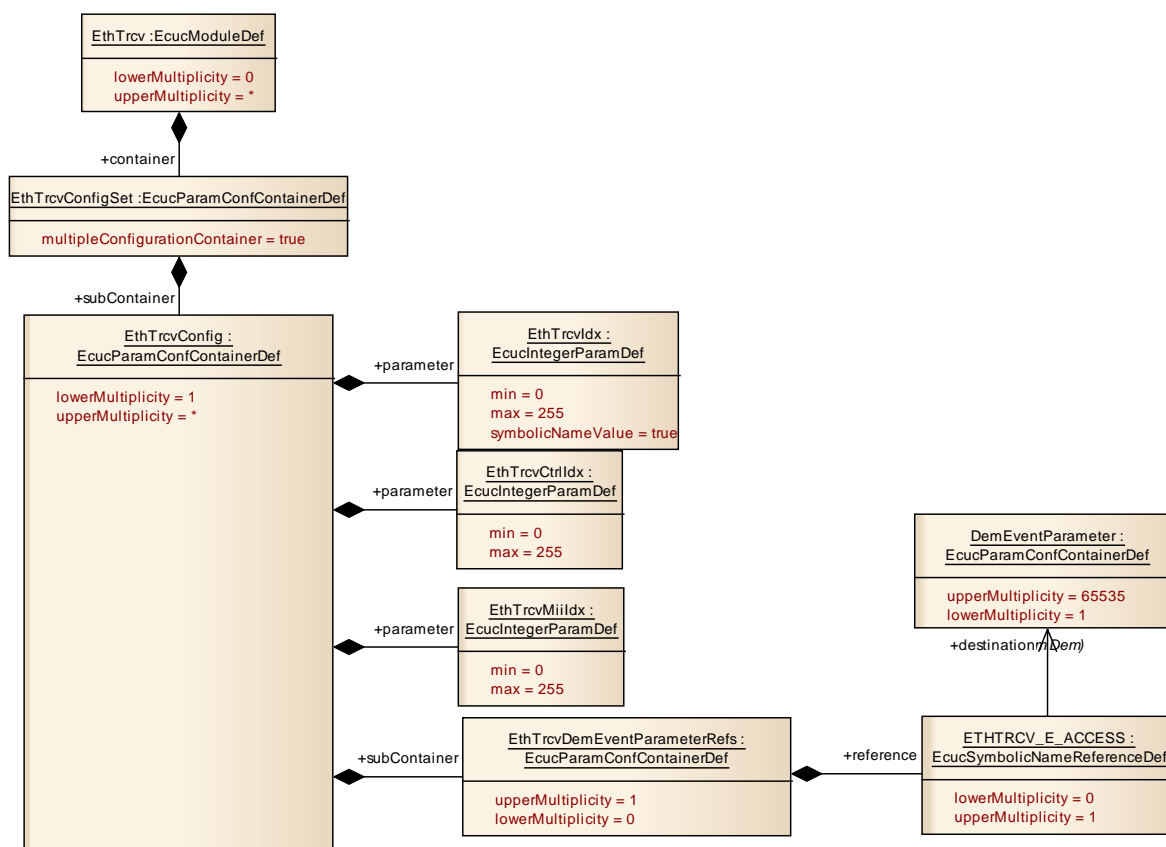 EthTrcv :EcucModuleDef
lowerMultiplicity = 0
upperMultiplicity = *
+container
EthTrcvConfigSet :EcucParamConfContainerDef
multipleConfigurationContainer = true
+subContainer
EthTrcvConfig :
EcucParamConfContainerDef
lowerMultiplicity = 1
upperMultiplicity = *
+parameter
EthTrcvIdx :
EcucIntegerParamDef
min = 0
max = 255
symbolicNameValue = true
+parameter
EthTrcvCtrlIdx :
EcucIntegerParamDef
min = 0
max = 255
+parameter
EthTrcvMiiIdx :
EcucIntegerParamDef
min = 0
max = 255
+subContainer
EthTrcvDemEventParameterRefs :
EcucParamConfContainerDef
upperMultiplicity = 1
lowerMultiplicity = 0
+reference
ETHTRCV_E_ACCESS :
EcucSymbolicNameReferenceDef
lowerMultiplicity = 0
upperMultiplicity = 1
+destination
DemEventParameter :
EcucParamConfContainerDef
upperMultiplicity = 65535
lowerMultiplicity = 1